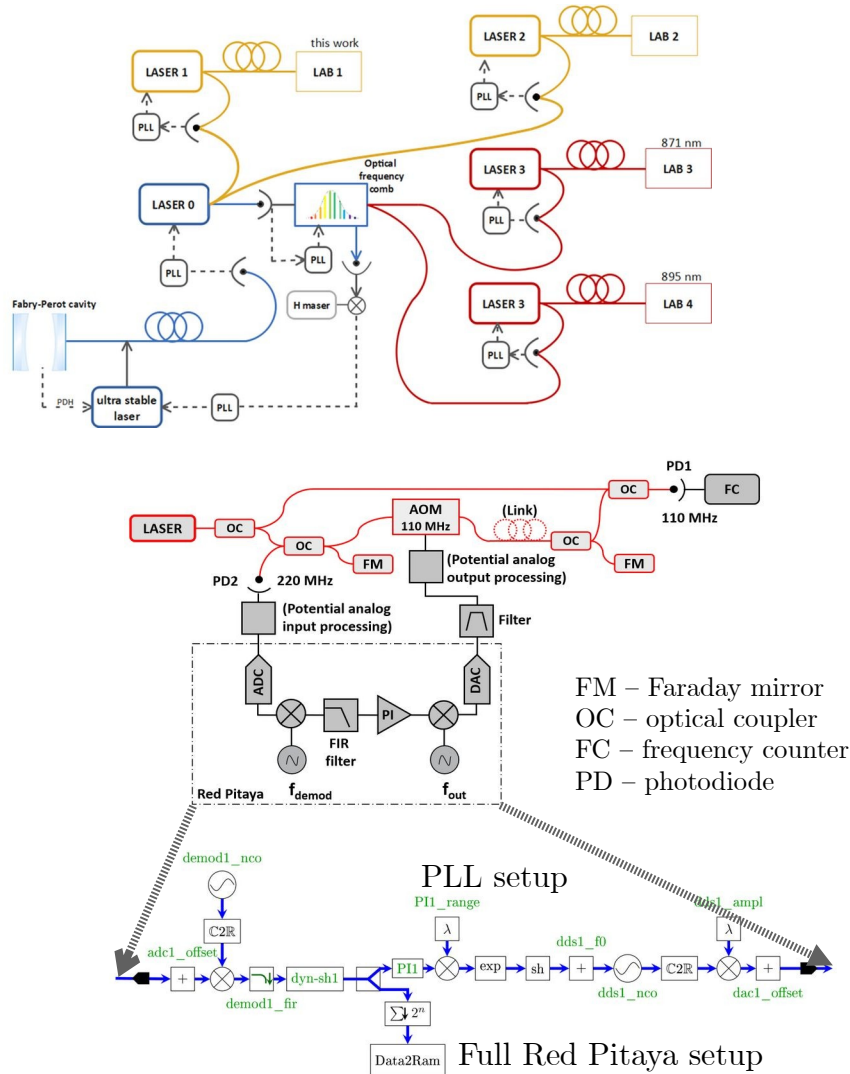 this work
LASER 1
LAB 1
PLL
LASER 2
LAB 2
PLL
871 nm
LASER 3
LAB 3
PLL
Optical
frequency
comb
LASER 0
PLL
PLL
H maser
895 nm
LASER 3
LAB 4
PLL
Fabry-Perot cavity
PDH
ultra stable
laser
PLL
PD1
OC
FC
110 MHz
LASER
OC
AOM
110 MHz
(Link)
OC
OC
FM
FM
PD2
220 MHz
(Potential analog
input processing)
(Potential analog
output processing)
Filter
ADC
DAC
PI
FIR
filter
f_demod
f_out
Red Pitaya
FM – Faraday mirror
OC – optical coupler
FC – frequency counter
PD – photodiode
PLL setup
demod1_nco
ℂ2ℝ
adc1_offset
+
demod1_fir
dyn-sh1
PI1
PI1_range
λ
exp
sh
dds1_f0
+
dds1_nco
ℂ2ℝ
dds1_ampl
λ
+
dac1_offset
∑↓ 2ⁿ
Data2Ram
Full Red Pitaya setup